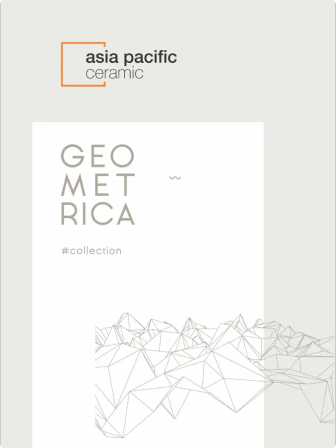 asia pacific
ceramic
GEO
MET
RICA
#collection